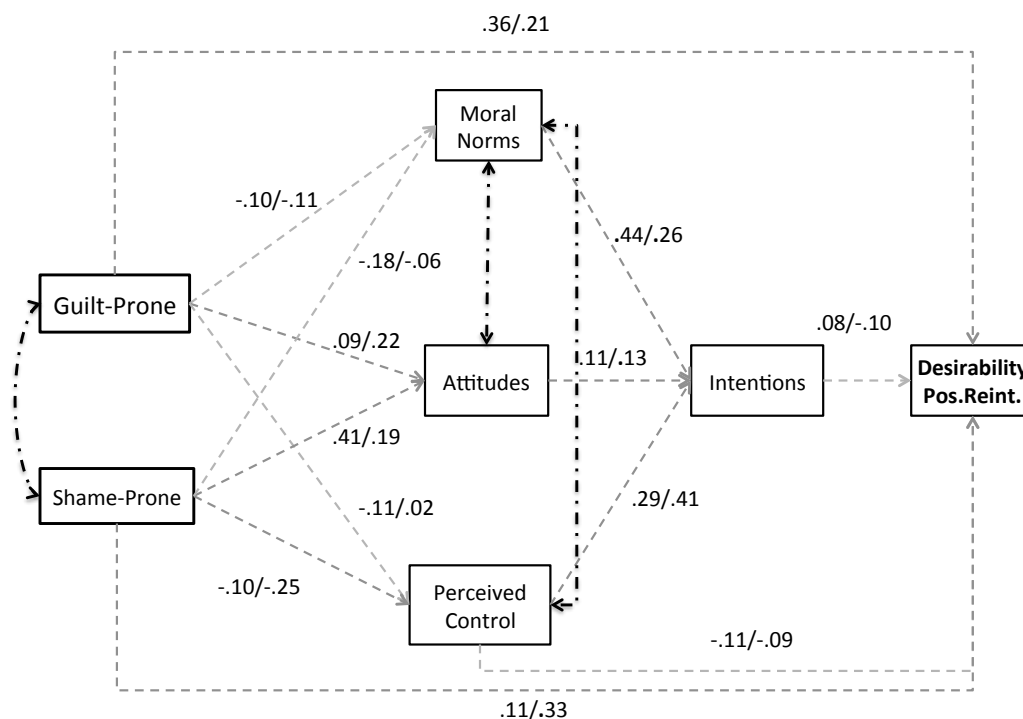 .36/.21
Moral
Norms
-.10/-.11
.44/.26
-.18/-.06
Guilt-Prone
.08/-.10
.09/.22
.11/.13
Attitudes
Intentions
Desirability
Pos.Reint.
.41/.19
Shame-Prone
-.11/.02
.29/.41
-.10/-.25
Perceived
Control
-.11/-.09
.11/.33